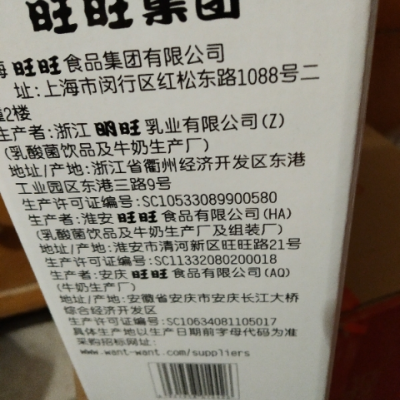 旺旺集团
海旺旺食品集团有限公司
址:上海市闵行区红松东路1088号二
2楼
生产者:浙江明旺乳业有限公司(Z)
(乳酸菌饮品及牛奶生产厂)
地址/产地:浙江省衢州经济开发区东港
工业园区东港三路9号
生产许可证编号:SC10533089900580
生产者:淮安旺旺食品有限公司(HA)
(乳酸菌饮品及牛奶生产厂及组装厂)
地址/产地:淮安市清河新区旺旺路21号
生产许可证编号:SC11332080200018
生产者:安庆旺旺食品有限公司(AQ)
(牛奶生产厂)
地址/产地:安徽省安庆市安庆长江大桥
综合经济开发区
生产许可证编号:SC10634081105017
具体生产地以生产日期前字母代码为准
采购招标网址:
www.want-want.com/suppliers